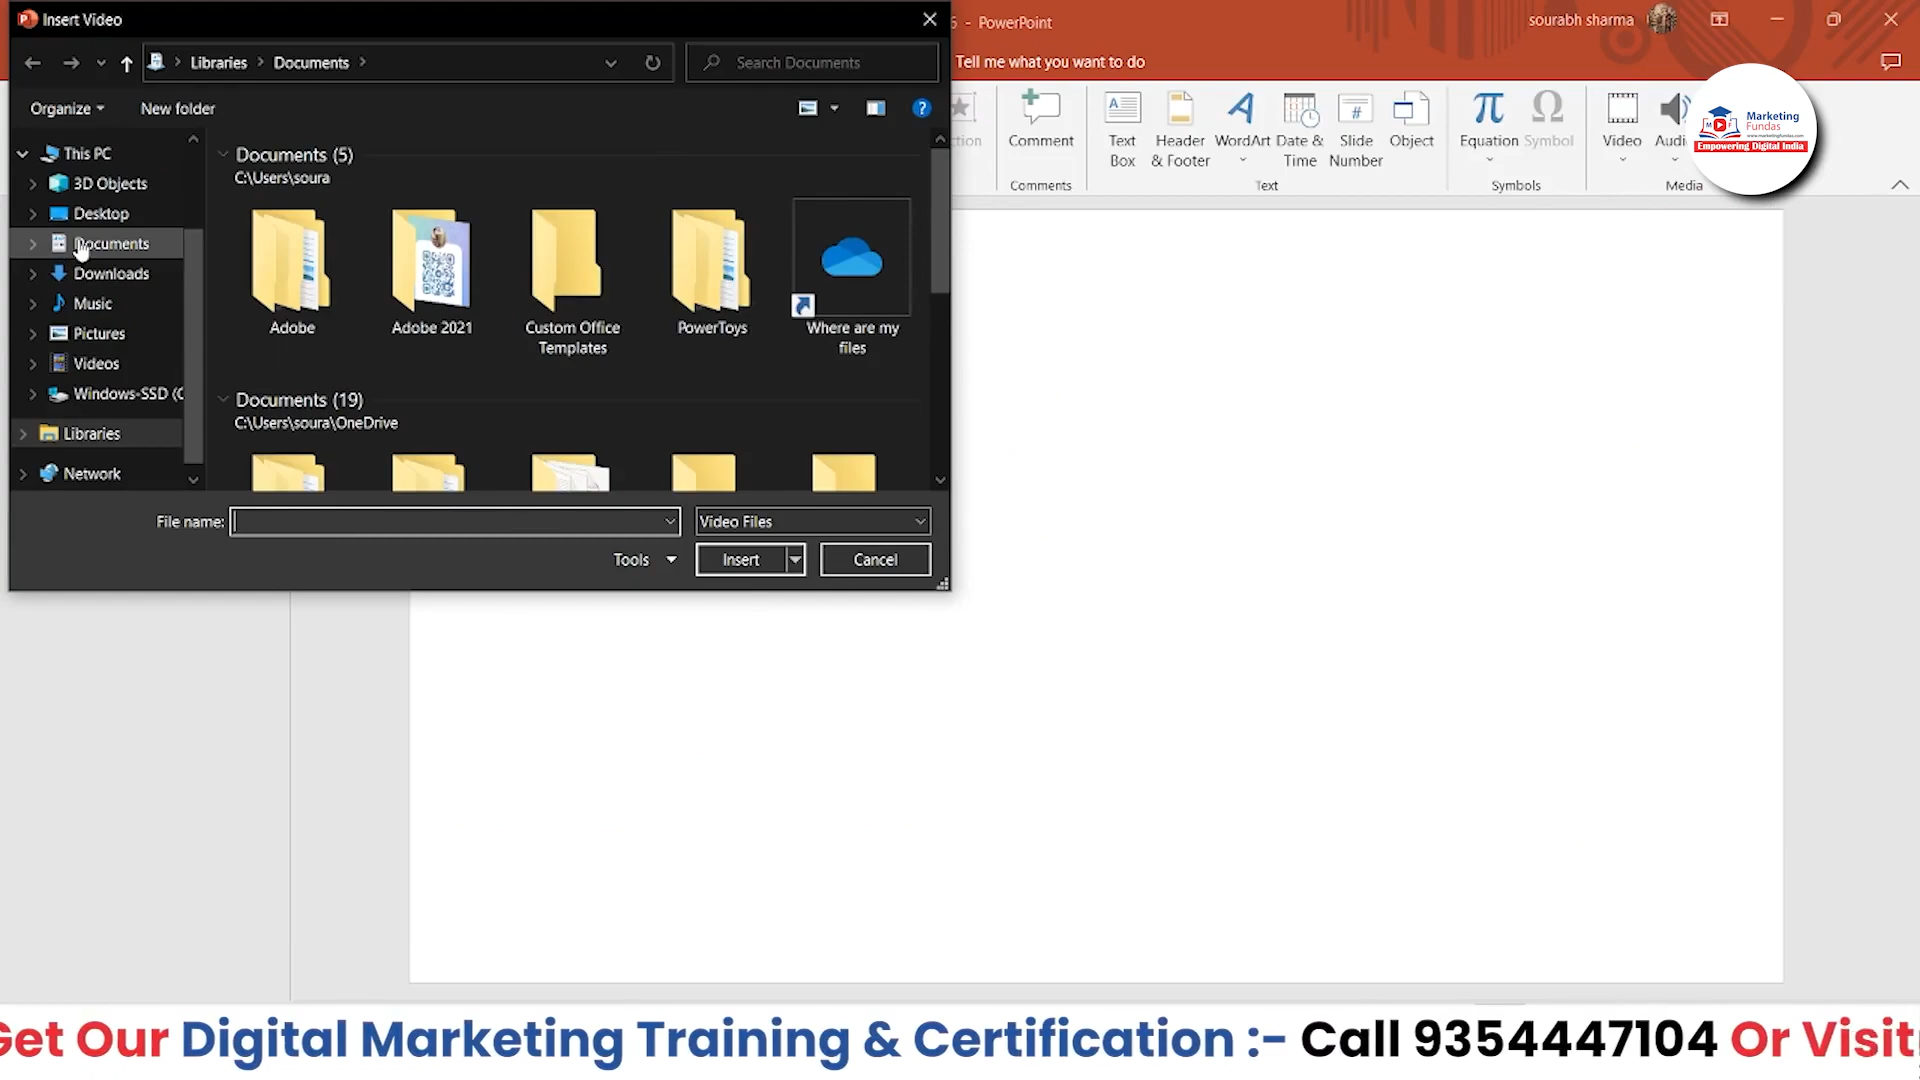 Insert Video
6 - PowerPoint
sourabh sharma
Libraries
Documents
Search Documents
Tell me what you want to do
Organize
New folder
This PC
3D Objects
Desktop
Documents
Downloads
Music
Pictures
Videos
Windows-SSD (C
Libraries
Network
Documents (5)
C:\Users\soura
Adobe
Adobe 2021
Custom Office
Templates
PowerToys
Where are my
files
Documents (19)
C:\Users\soura\OneDrive
File name:
Video Files
Tools
Insert
Cancel
Comment
Text
Box
Header
& Footer
WordArt
Date &
Time
Slide
Number
Object
Equation
Symbol
Video
Audi
Comments
Text
Symbols
Media
Marketing
Fundas
www.marketingfundas.com
Empowering Digital India
Get Our Digital Marketing Training & Certification :- Call 9354447104 Or Visit